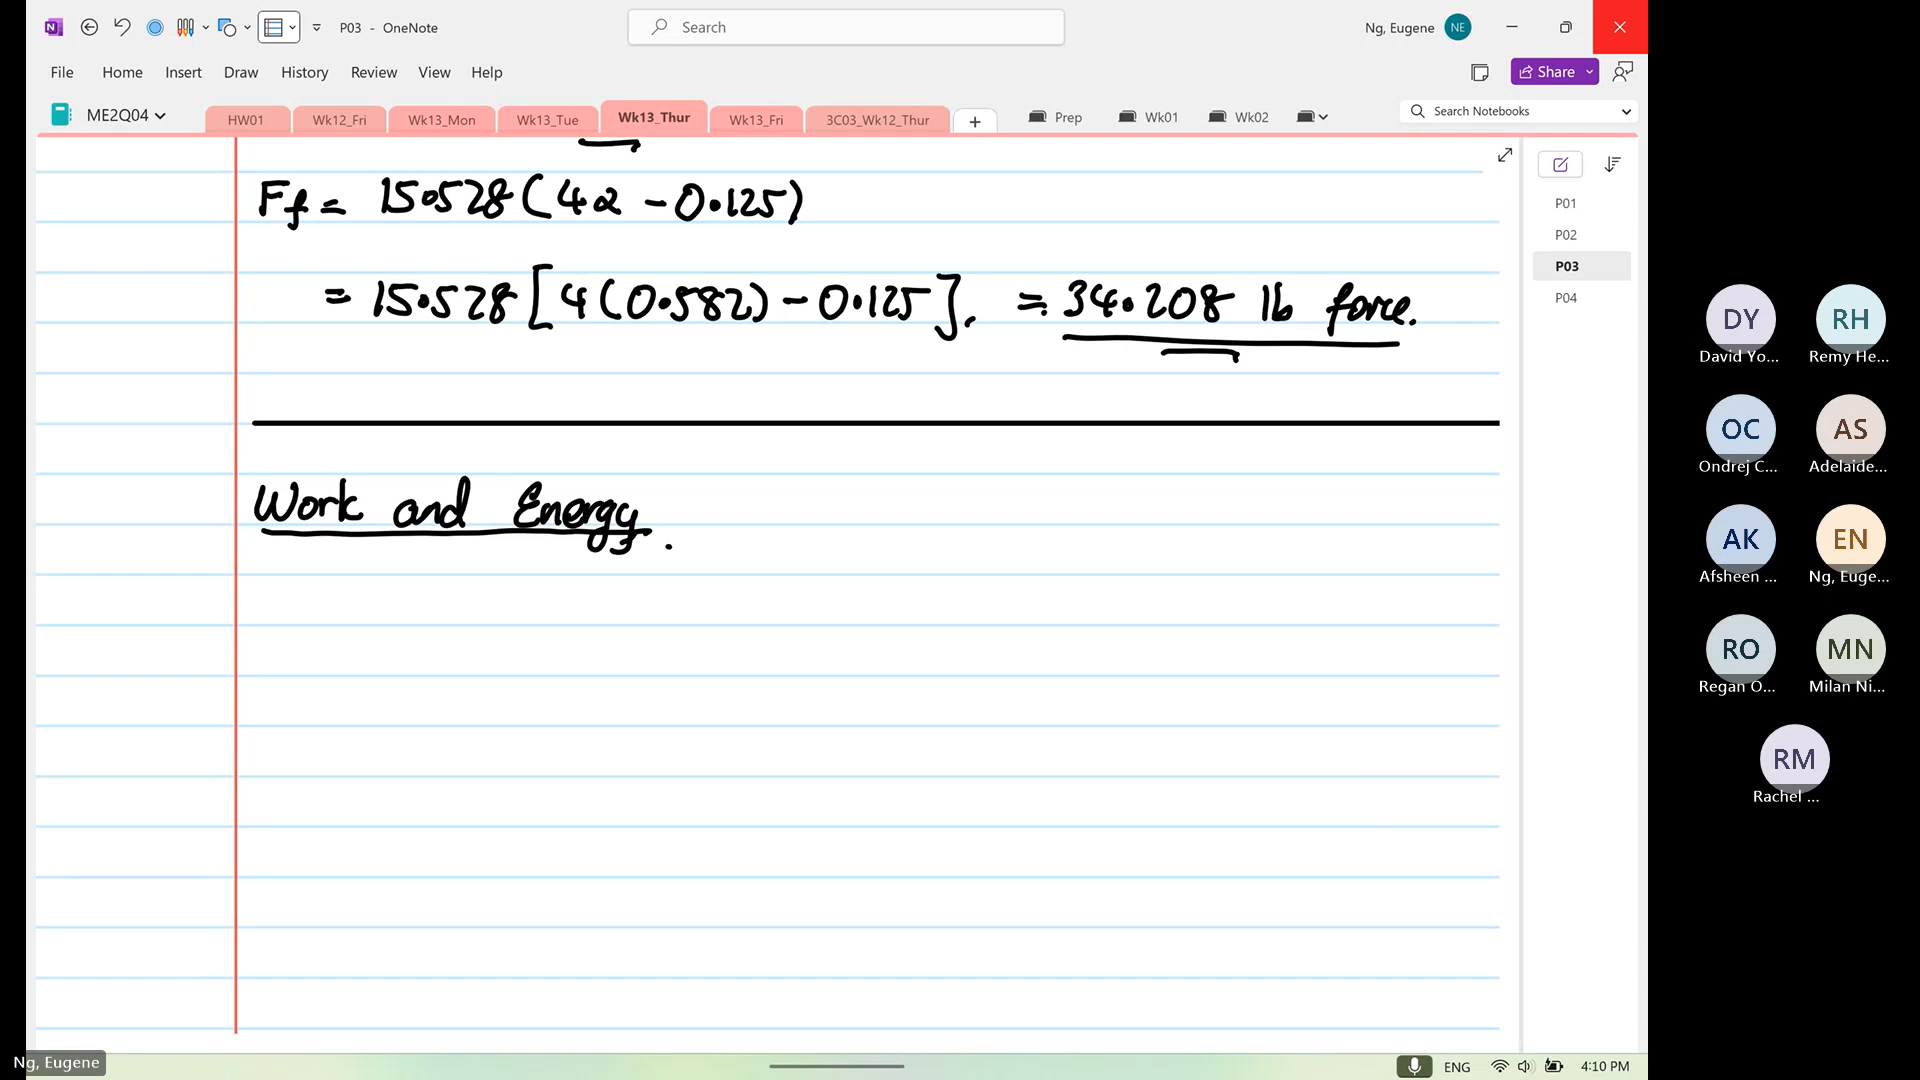 P03 - OneNote
Search
Ng, Eugene NE
File Home Insert Draw History Review View Help
Share
ME2Q04 HW01 Wk12_Fri Wk13_Mon Wk13_Tue Wk13_Thur Wk13_Fri 3C03_Wk12_Thur + Prep Wk01 Wk02 Search Notebooks
Ff = 15.528(4α - 0.125)
= 15.528[4(0.582) - 0.125]. = 34.208 lb force.
Work and Energy.
P01
P02
P03
P04
DY RH
David Yo... Remy He...
OC AS
Ondrej C... Adelaide...
AK EN
Afsheen ... Ng, Euge...
RO MN
Regan O... Milan Ni...
RM
Rachel ...
Ng, Eugene
ENG 4:10 PM